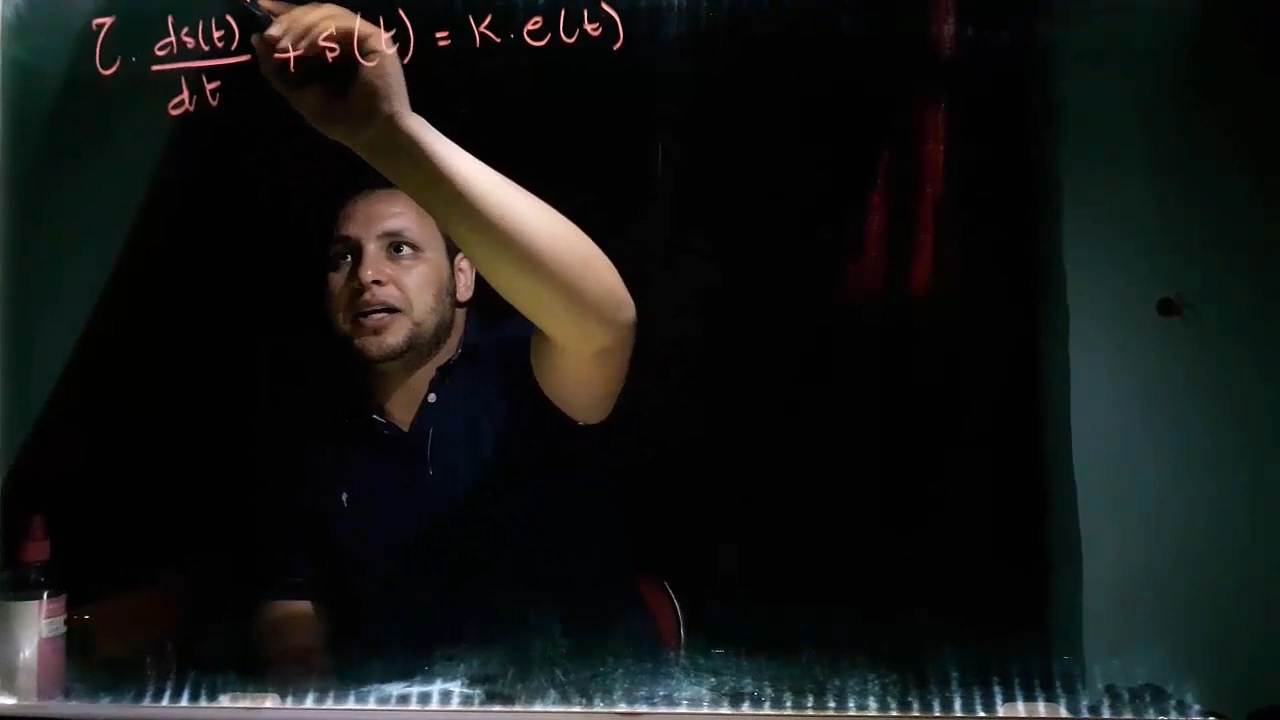 τ . ds(t)/dt + s(t) = K . e(t)